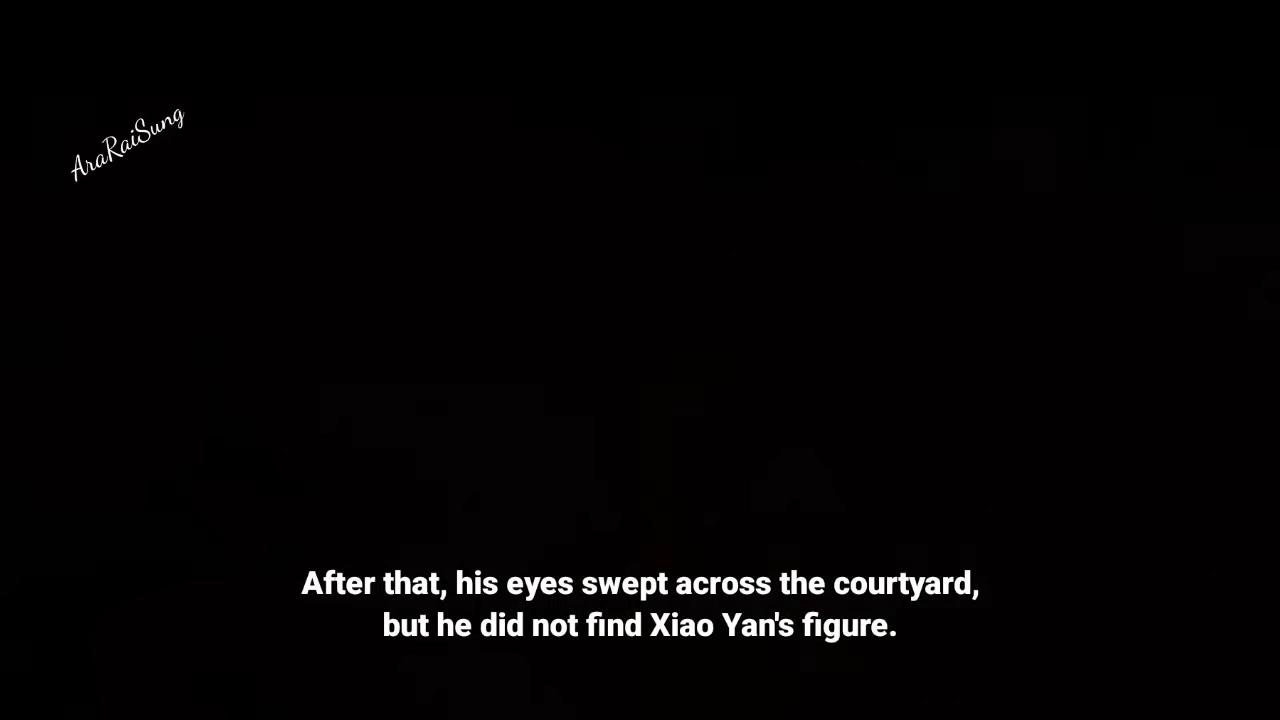 AraRaiSung
After that, his eyes swept across the courtyard,
but he did not find Xiao Yan's figure.